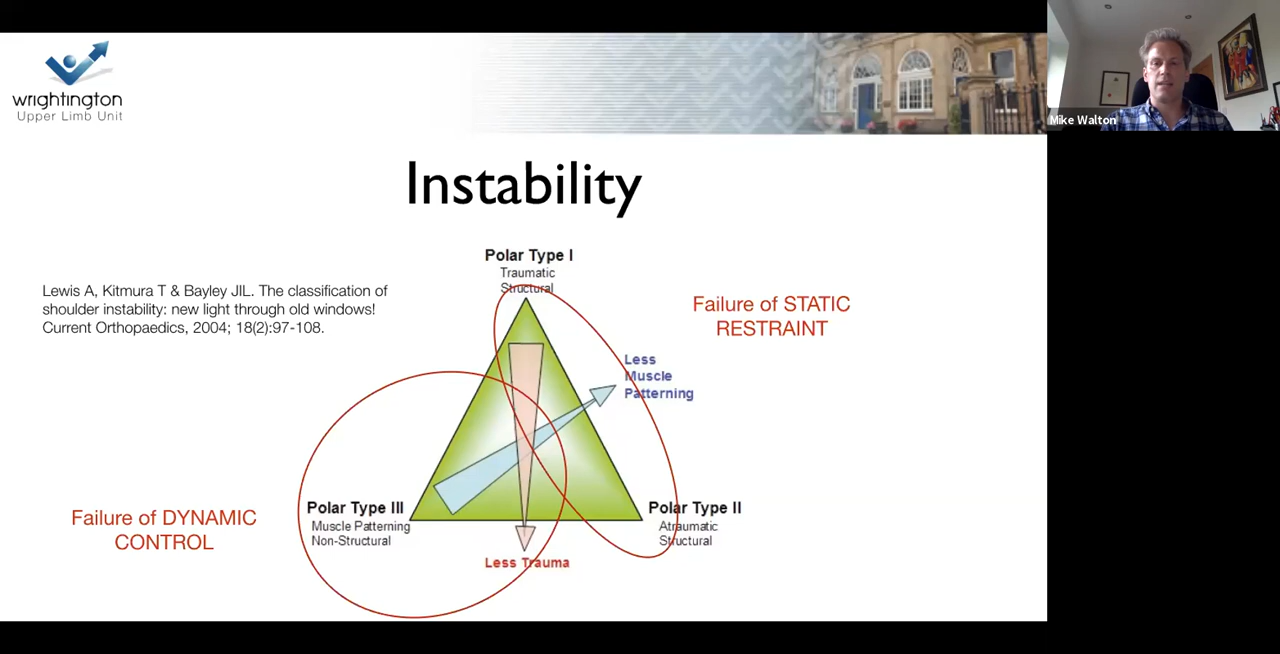 wrightington
Upper Limb Unit
Mike Walton
Instability
Lewis A, Kitmura T & Bayley JIL. The classification of
shoulder instability: new light through old windows!
Current Orthopaedics, 2004; 18(2):97-108.
Polar Type I
Traumatic
Structural
Failure of STATIC
RESTRAINT
Less
Muscle
Patterning
Failure of DYNAMIC
CONTROL
Polar Type III
Muscle Patterning
Non-Structural
Polar Type II
Atraumatic
Structural
Less Trauma